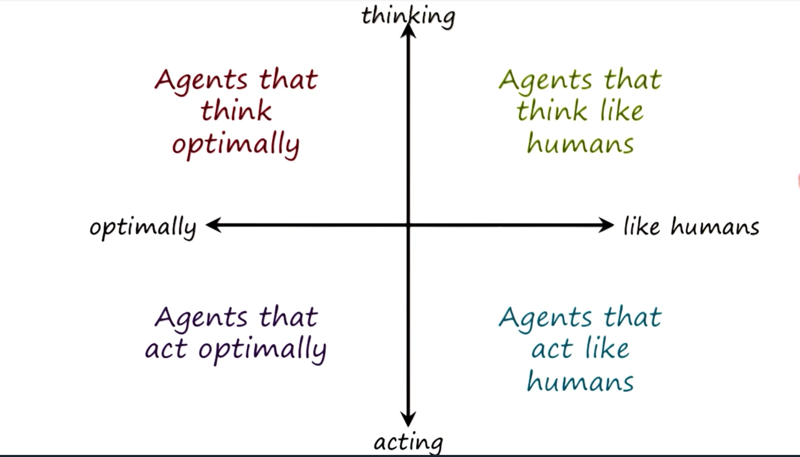 thinking
Agents that
think
optimally
Agents that
think like
humans
optimally
like humans
Agents that
act optimally
Agents that
act like
humans
acting